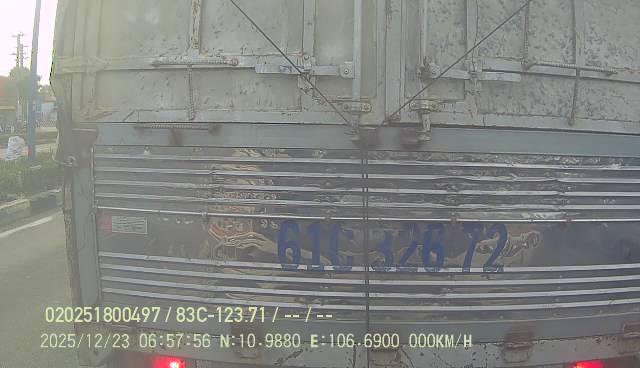 61C 326 72
020251800497 / 83C-123.71 / -- / --
2025/12/23 06:57:56 N:10.9880 E:106.6900 000KM/H